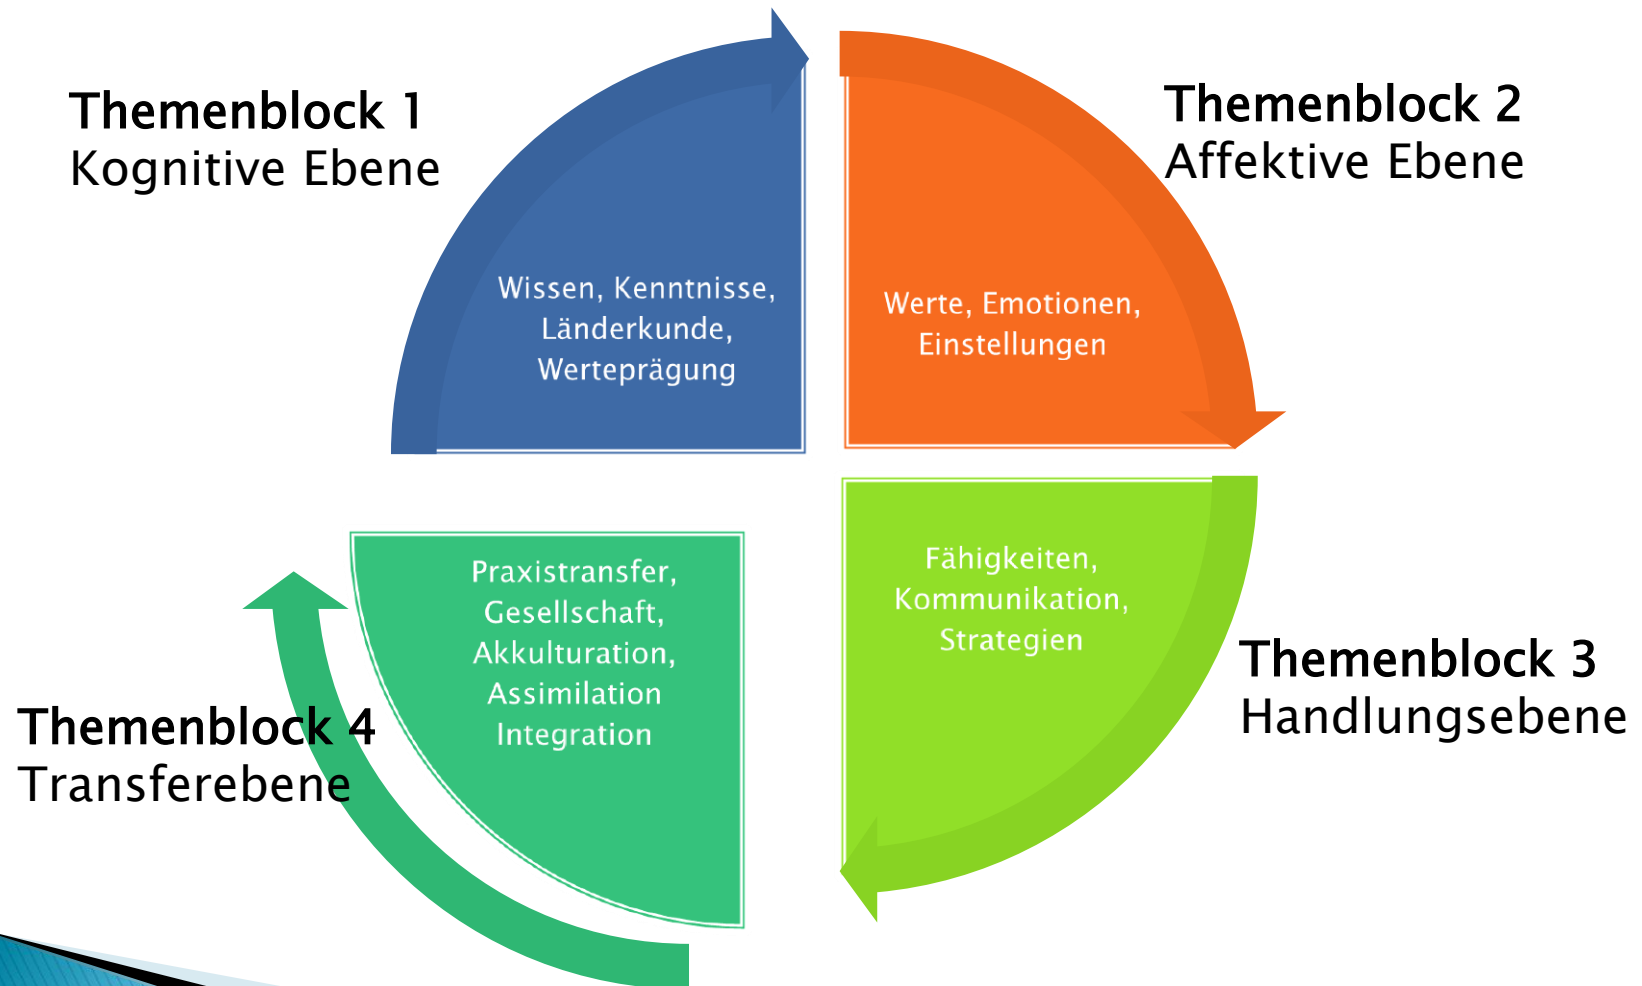 Themenblock 1
Kognitive Ebene
Wissen, Kenntnisse,
Länderkunde,
Werteprägung
Themenblock 2
Affektive Ebene
Werte, Emotionen,
Einstellungen
Themenblock 3
Handlungsebene
Fähigkeiten,
Kommunikation,
Strategien
Themenblock 4
Transferebene
Praxistransfer,
Gesellschaft,
Akkulturation,
Assimilation
Integration